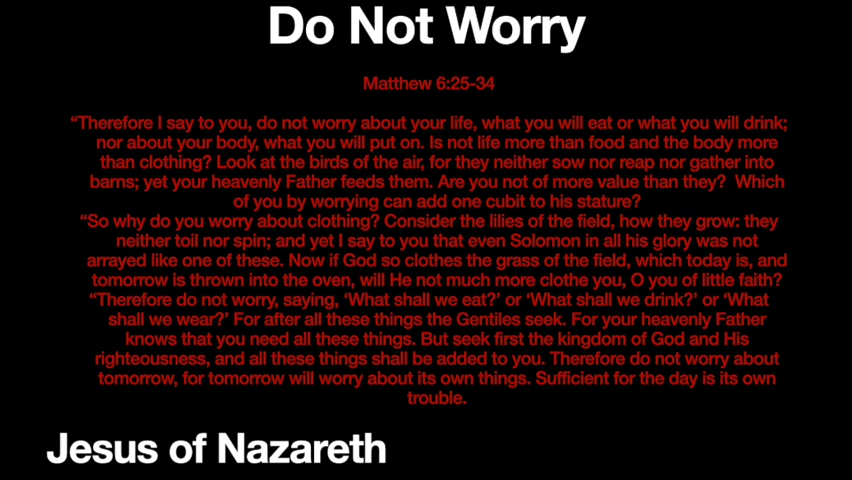 Do Not Worry
Matthew 6:25-34
“Therefore I say to you, do not worry about your life, what you will eat or what you will drink;
nor about your body, what you will put on. Is not life more than food and the body more
than clothing? Look at the birds of the air, for they neither sow nor reap nor gather into
barns; yet your heavenly Father feeds them. Are you not of more value than they?  Which
of you by worrying can add one cubit to his stature?
“So why do you worry about clothing? Consider the lilies of the field, how they grow: they
neither toil nor spin; and yet I say to you that even Solomon in all his glory was not
arrayed like one of these. Now if God so clothes the grass of the field, which today is, and
tomorrow is thrown into the oven, will He not much more clothe you, O you of little faith?
“Therefore do not worry, saying, ‘What shall we eat?’ or ‘What shall we drink?’ or ‘What
shall we wear?’ For after all these things the Gentiles seek. For your heavenly Father
knows that you need all these things. But seek first the kingdom of God and His
righteousness, and all these things shall be added to you. Therefore do not worry about
tomorrow, for tomorrow will worry about its own things. Sufficient for the day is its own
trouble.
Jesus of Nazareth